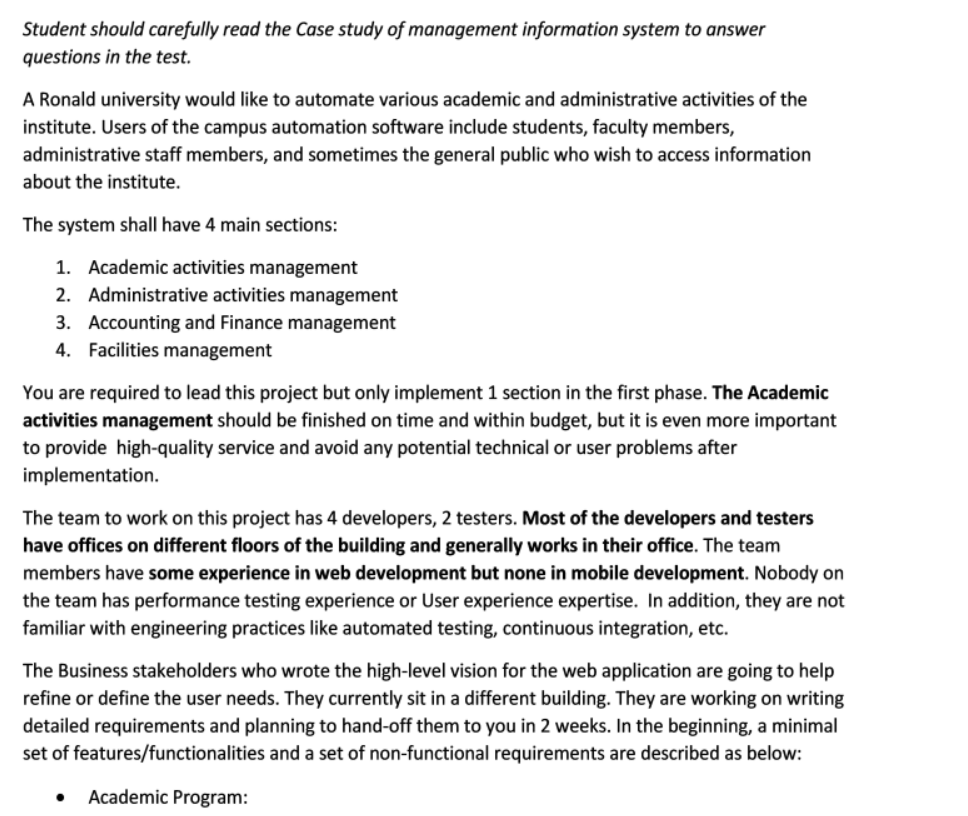 Student should carefully read the Case study of management information system to answer
questions in the test.
A Ronald university would like to automate various academic and administrative activities of the
institute. Users of the campus automation software include students, faculty members,
administrative staff members, and sometimes the general public who wish to access information
about the institute.
The system shall have 4 main sections:
1. Academic activities management
2. Administrative activities management
3. Accounting and Finance management
4. Facilities management
You are required to lead this project but only implement 1 section in the first phase. The Academic
activities management should be finished on time and within budget, but it is even more important
to provide  high-quality service and avoid any potential technical or user problems after
implementation.
The team to work on this project has 4 developers, 2 testers. Most of the developers and testers
have offices on different floors of the building and generally works in their office. The team
members have some experience in web development but none in mobile development. Nobody on
the team has performance testing experience or User experience expertise.  In addition, they are not
familiar with engineering practices like automated testing, continuous integration, etc.
The Business stakeholders who wrote the high-level vision for the web application are going to help
refine or define the user needs. They currently sit in a different building. They are working on writing
detailed requirements and planning to hand-off them to you in 2 weeks. In the beginning, a minimal
set of features/functionalities and a set of non-functional requirements are described as below:
• Academic Program: